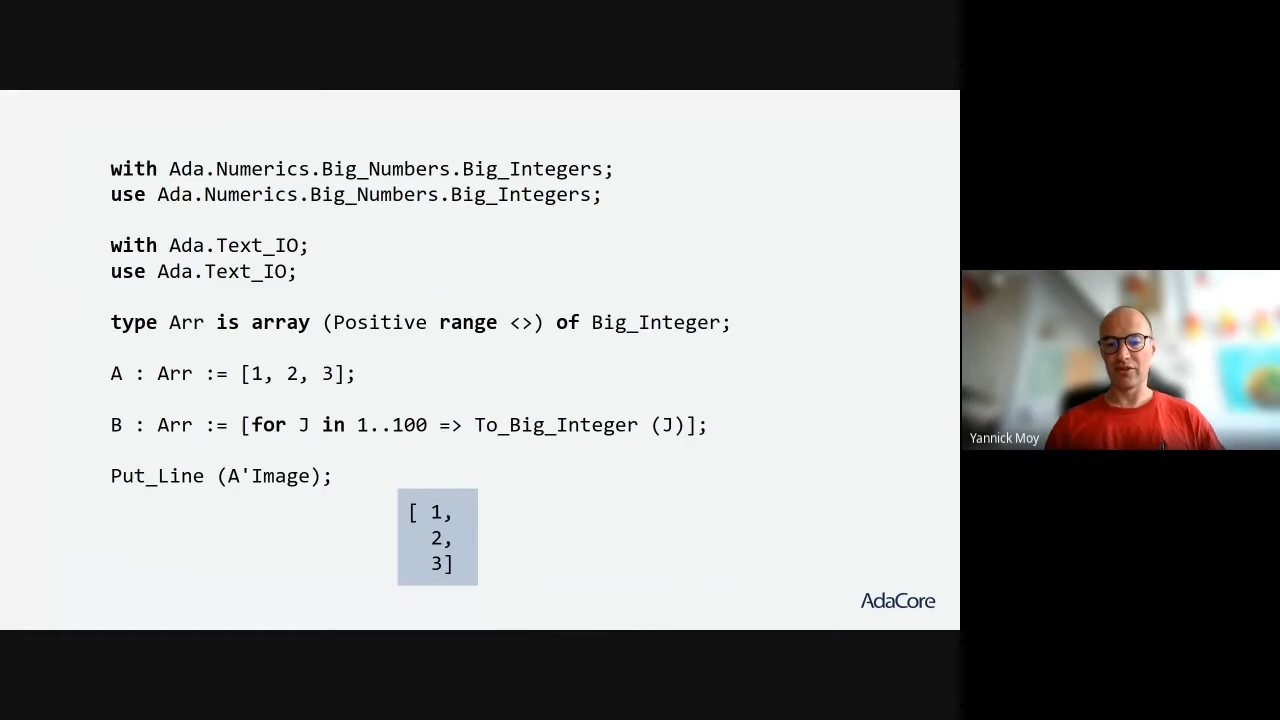 with Ada.Numerics.Big_Numbers.Big_Integers;
use Ada.Numerics.Big_Numbers.Big_Integers;
with Ada.Text_IO;
use Ada.Text_IO;
type Arr is array (Positive range <>) of Big_Integer;
A : Arr := [1, 2, 3];
B : Arr := [for J in 1..100 => To_Big_Integer (J)];
Put_Line (A'Image);
[ 1,
2,
3]
AdaCore
Yannick Moy